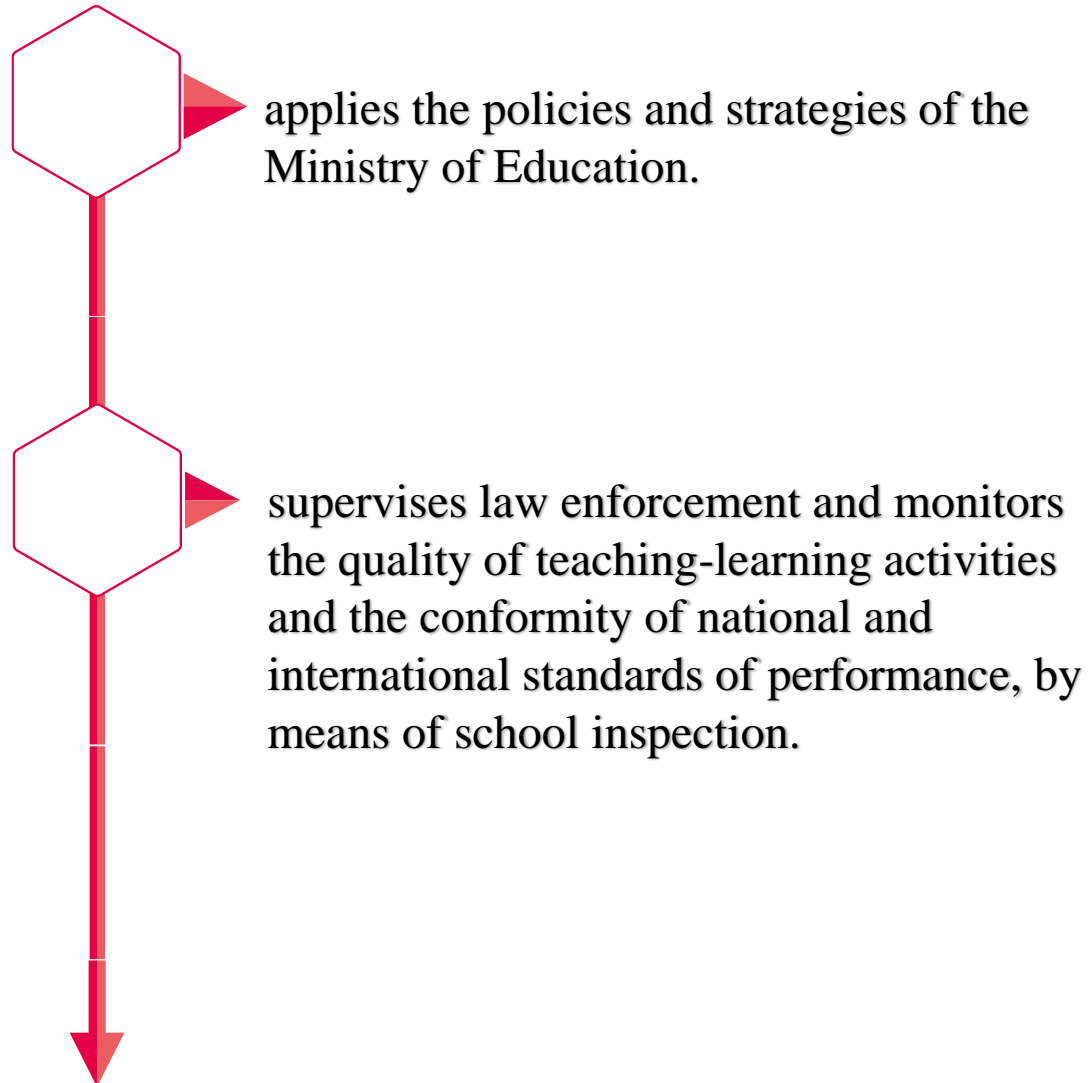 applies the policies and strategies of the
Ministry of Education.
supervises law enforcement and monitors
the quality of teaching-learning activities
and the conformity of national and
international standards of performance, by
means of school inspection.